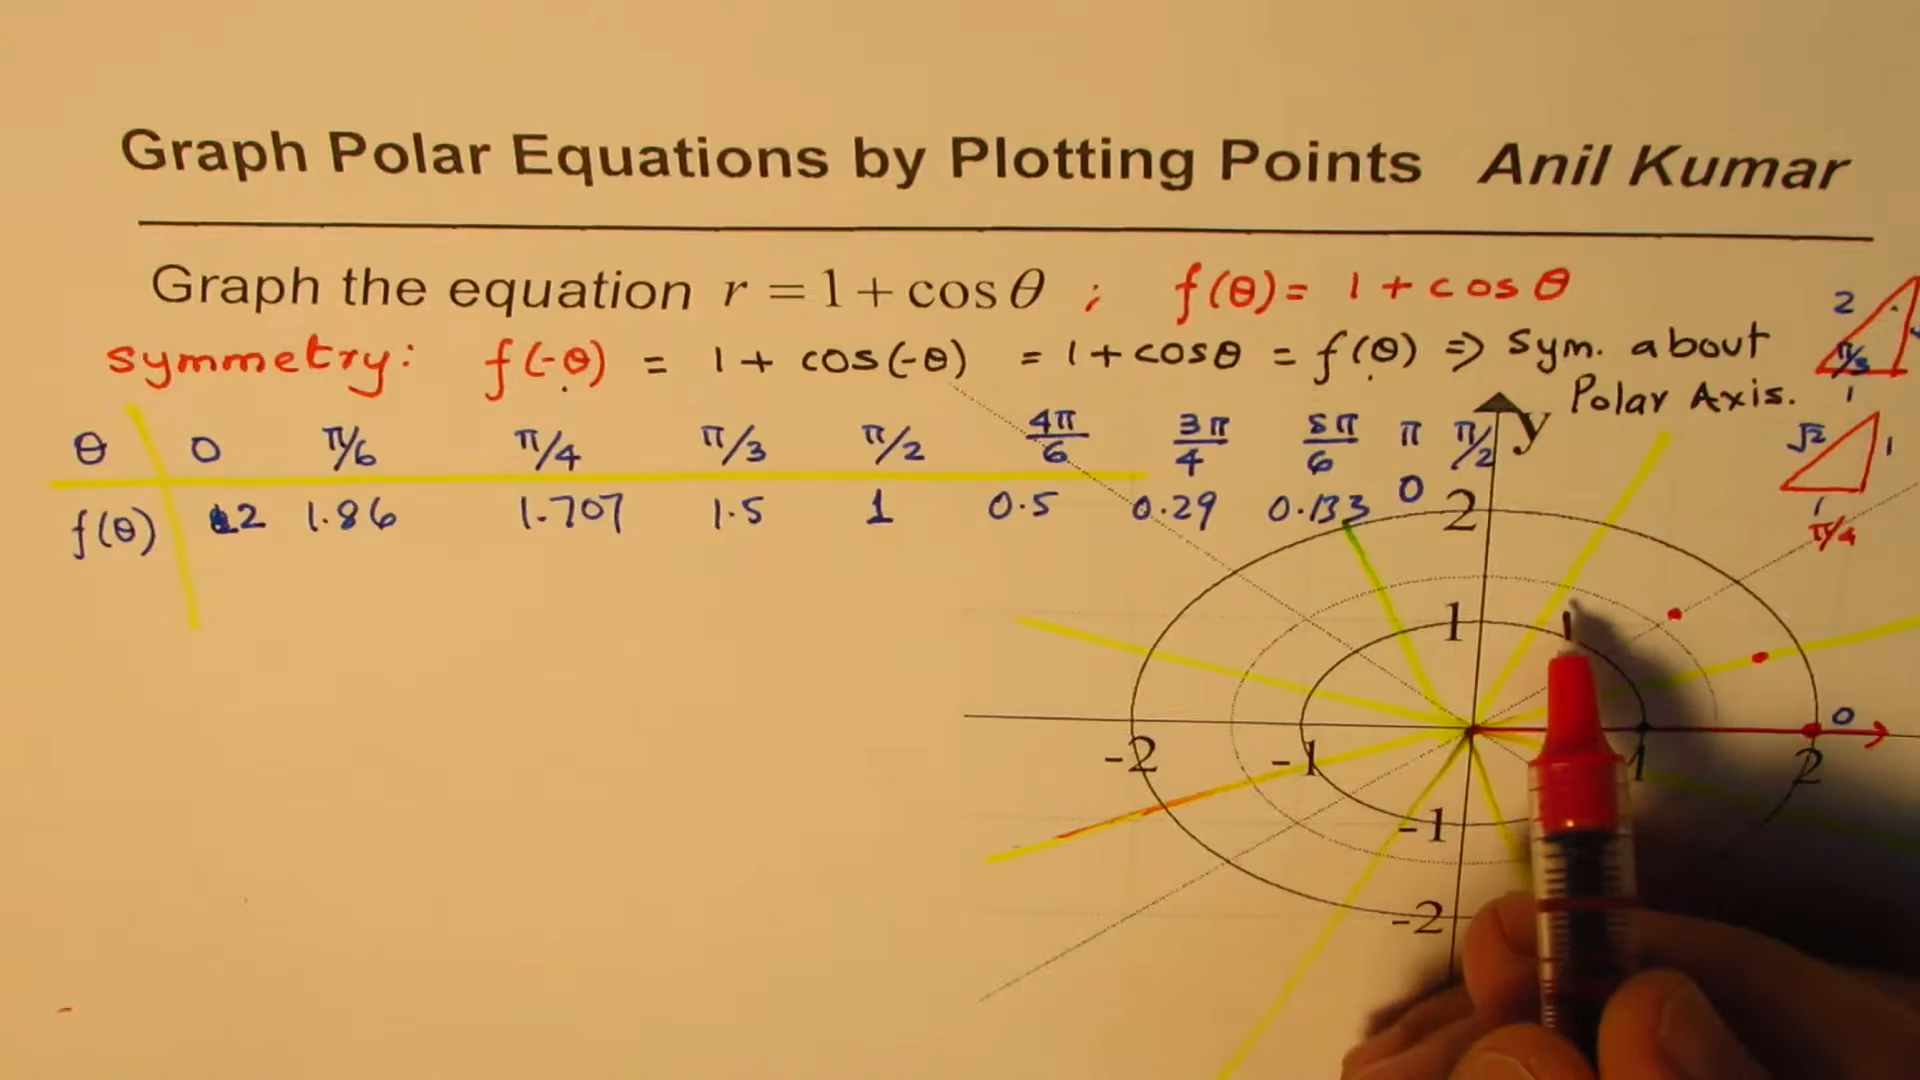 Graph Polar Equations by Plotting Points Anil Kumar
Graph the equation r = 1 + cos θ ; f(θ) = 1 + cos θ
Symmetry: f(-θ) = 1 + cos(-θ) = 1 + cosθ = f(θ) => Sym. about
Polar Axis.
θ 0 π/6 π/4 π/3 π/2 4π/6 3π/4 5π/6 π π/2
f(θ) 2 1.86 1.707 1.5 1 0.5 0.29 0.133 0
y
2
1
-2 -1 1 2 0
-1
-2
2
π/3
1
√2 1
1
π/4